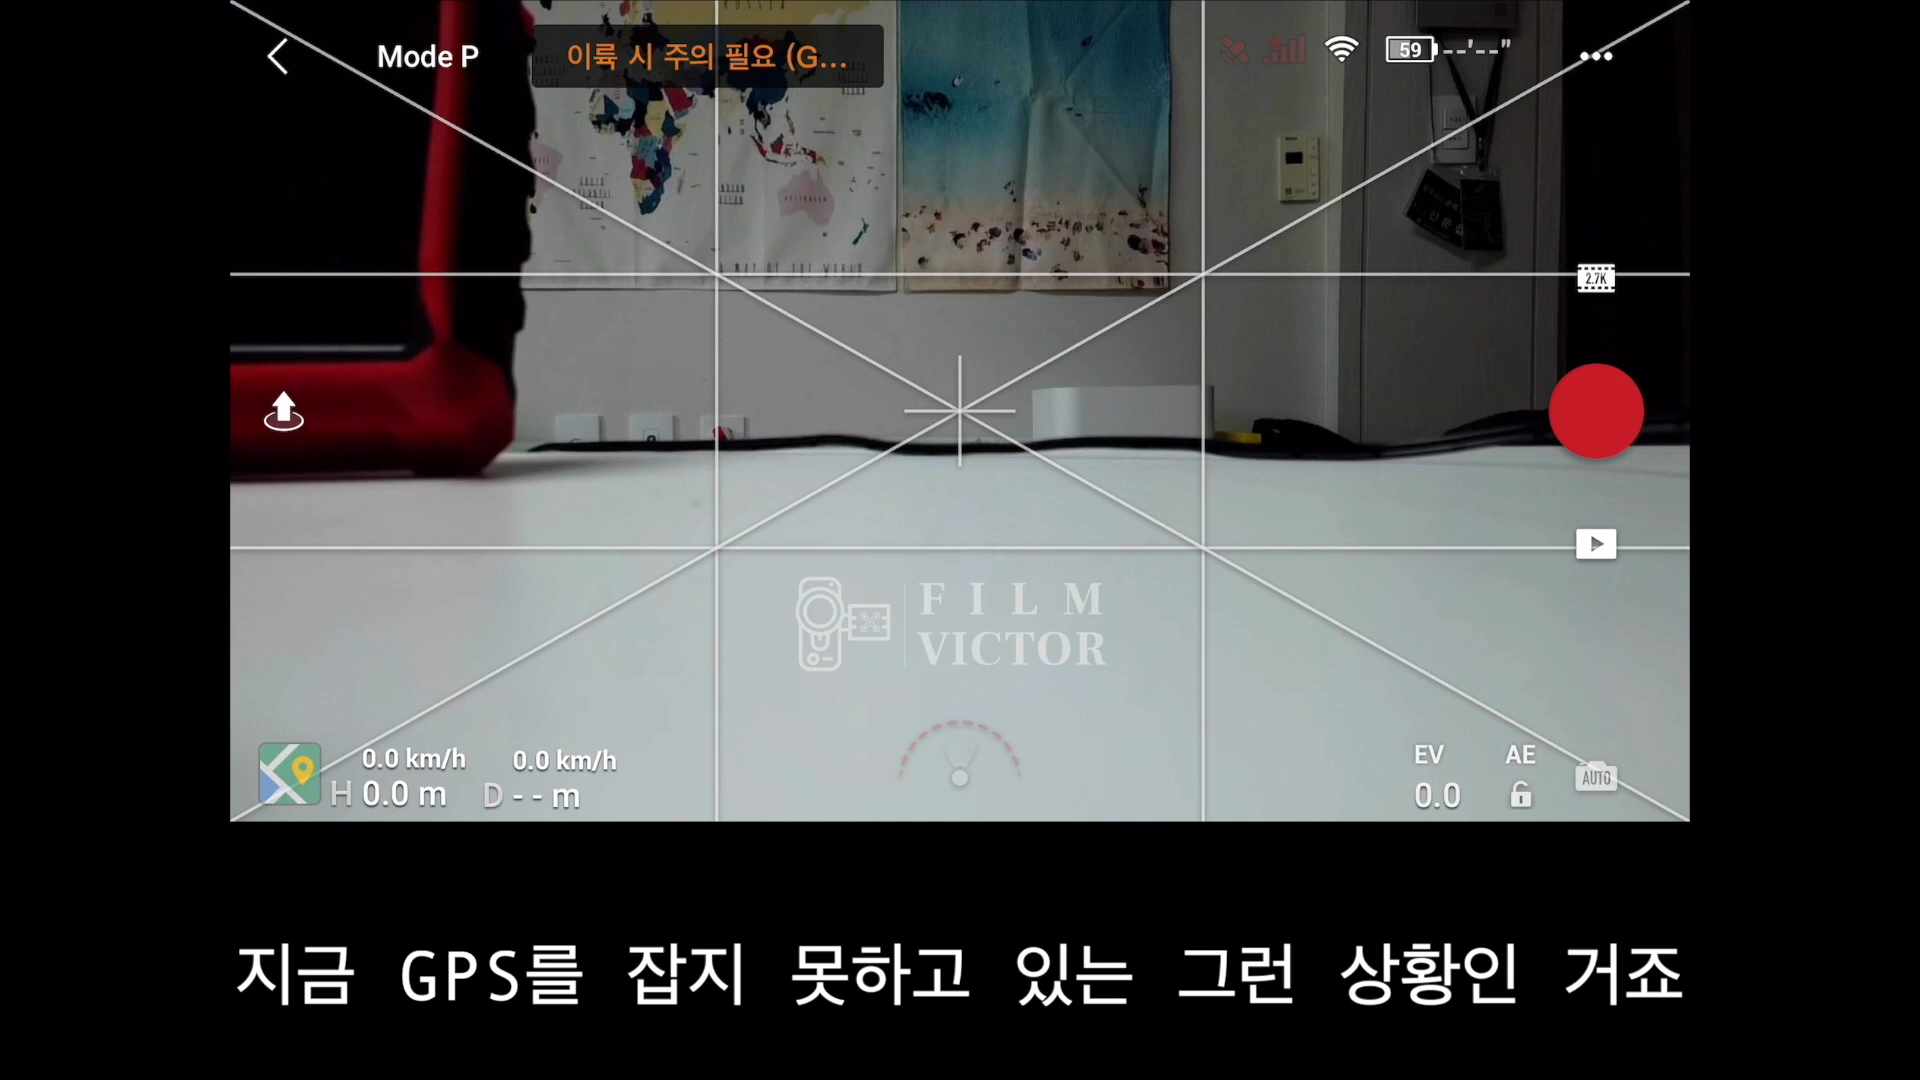 Mode P
이륙 시 주의 필요 (G...
59
--'--"
2.7K
FILM
VICTOR
0.0 km/h
0.0 km/h
H 0.0 m
D -- m
EV
0.0
AE
AUTO
지금 GPS를 잡지 못하고 있는 그런 상황인 거죠